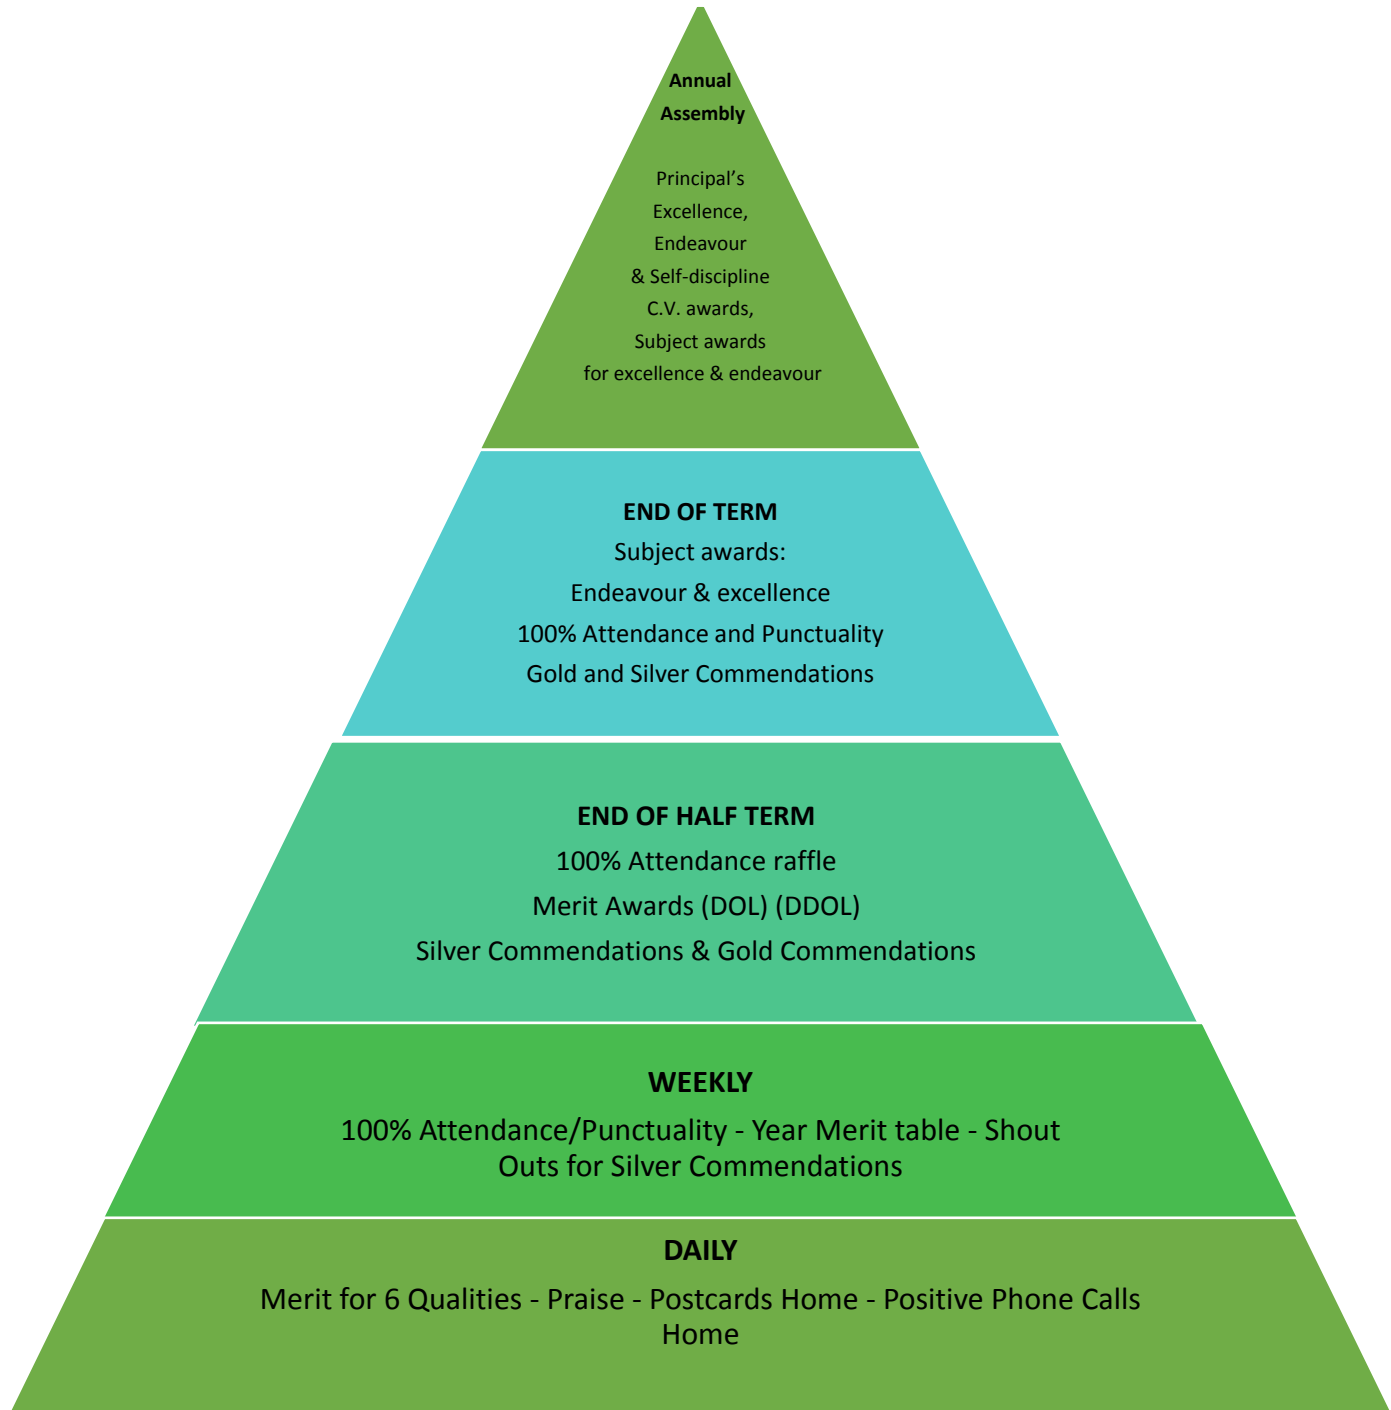 Annual
Assembly
Principal’s
Excellence,
Endeavour
& Self-discipline
C.V. awards,
Subject awards
for excellence & endeavour
END OF TERM
Subject awards:
Endeavour & excellence
100% Attendance and Punctuality
Gold and Silver Commendations
END OF HALF TERM
100% Attendance raffle
Merit Awards (DOL) (DDOL)
Silver Commendations & Gold Commendations
WEEKLY
100% Attendance/Punctuality - Year Merit table - Shout
Outs for Silver Commendations
DAILY
Merit for 6 Qualities - Praise - Postcards Home - Positive Phone Calls
Home